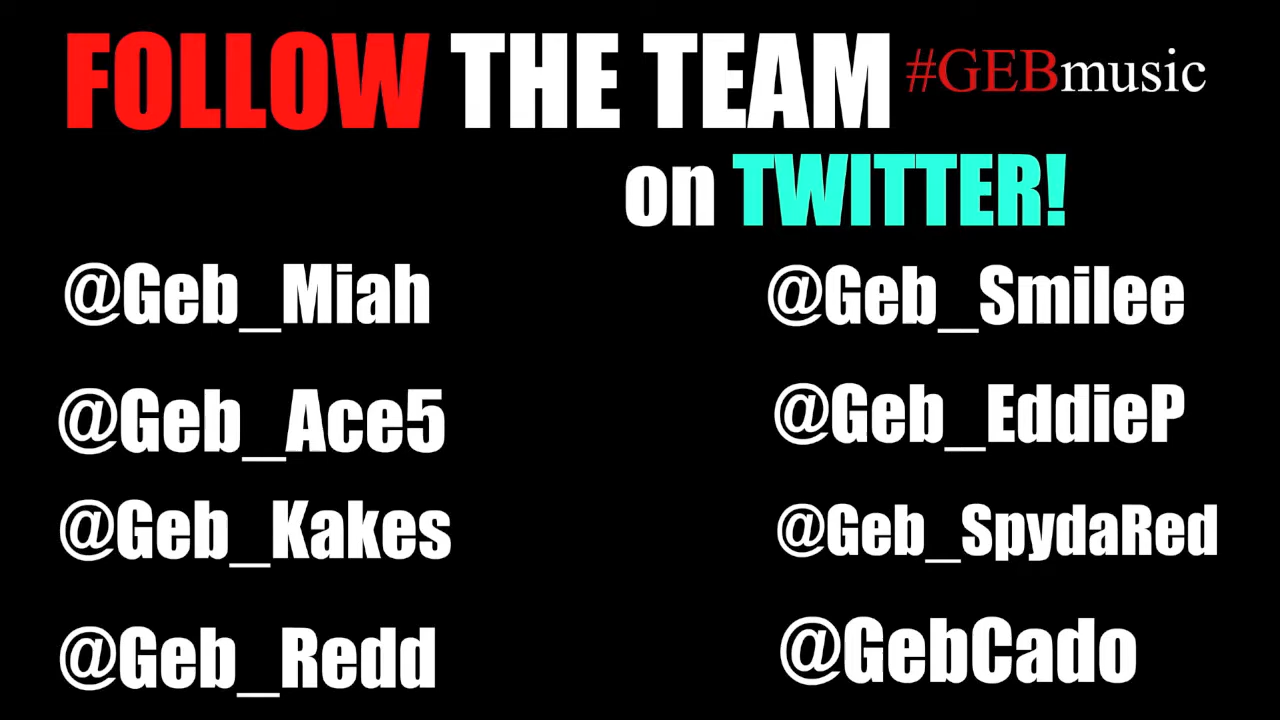 FOLLOW THE TEAM #GEBmusic
on TWITTER!
@Geb_Miah
@Geb_Smilee
@Geb_Ace5
@Geb_EddieP
@Geb_Kakes
@Geb_SpydaRed
@Geb_Redd
@GebCado